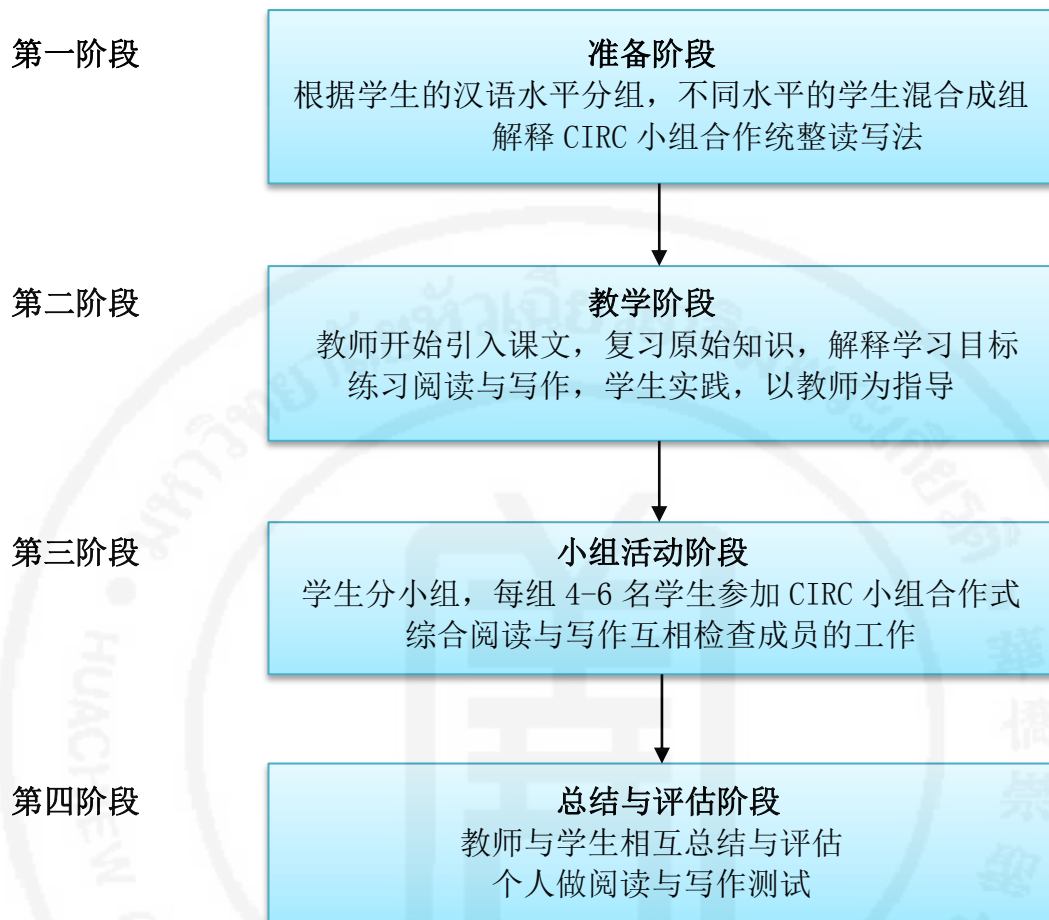 第一阶段
准备阶段
根据学生的汉语水平分组，不同水平的学生混合成组
解释 CIRC 小组合作统整读写法
第二阶段
教学阶段
教师开始引入课文，复习原始知识，解释学习目标
练习阅读与写作，学生实践，以教师为指导
第三阶段
小组活动阶段
学生分小组，每组 4-6 名学生参加 CIRC 小组合作式
综合阅读与写作互相检查成员的工作
第四阶段
总结与评估阶段
教师与学生相互总结与评估
个人做阅读与写作测试
HUACHIEW